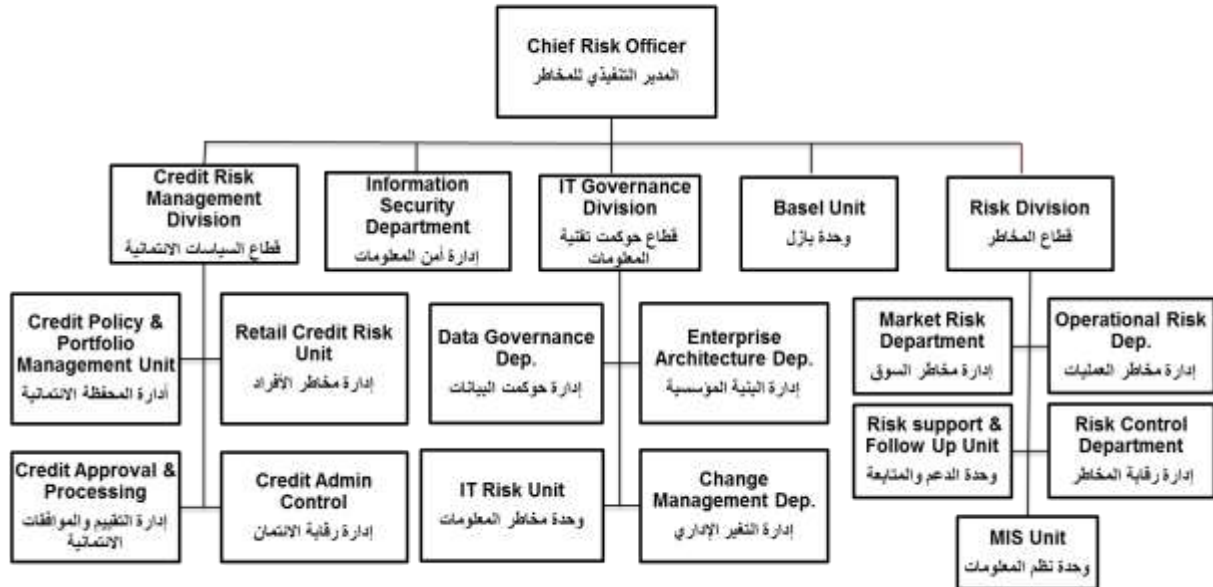 Chief Risk Officer
المدير التنفيذي للمخاطر
Credit Risk
Management
Division
قطاع السياسات الائتمانية
Information
Security
Department
إدارة أمن المعلومات
IT Governance
Division
قطاع حوكمت تقنية
المعلومات
Basel Unit
وحدة بازل
Risk Division
قطاع المخاطر
Credit Policy &
Portfolio
Management Unit
أدارة المحفظة الائتمانية
Retail Credit Risk
Unit
إدارة مخاطر الأفراد
Data Governance
Dep.
إدارة حوكمت البيانات
Enterprise
Architecture Dep.
إدارة البنية المؤسسية
Market Risk
Department
إدارة مخاطر السوق
Operational Risk
Dep.
إدارة مخاطر العمليات
Credit Approval &
Processing
إدارة التقييم والموافقات
الائتمانية
Credit Admin
Control
إدارة رقابة الائتمان
IT Risk Unit
وحدة مخاطر المعلومات
Change
Management Dep.
إدارة التغير الإداري
Risk support &
Follow Up Unit
وحدة الدعم والمتابعة
Risk Control
Department
إدارة رقابة المخاطر
MIS Unit
وحدة نظم المعلومات